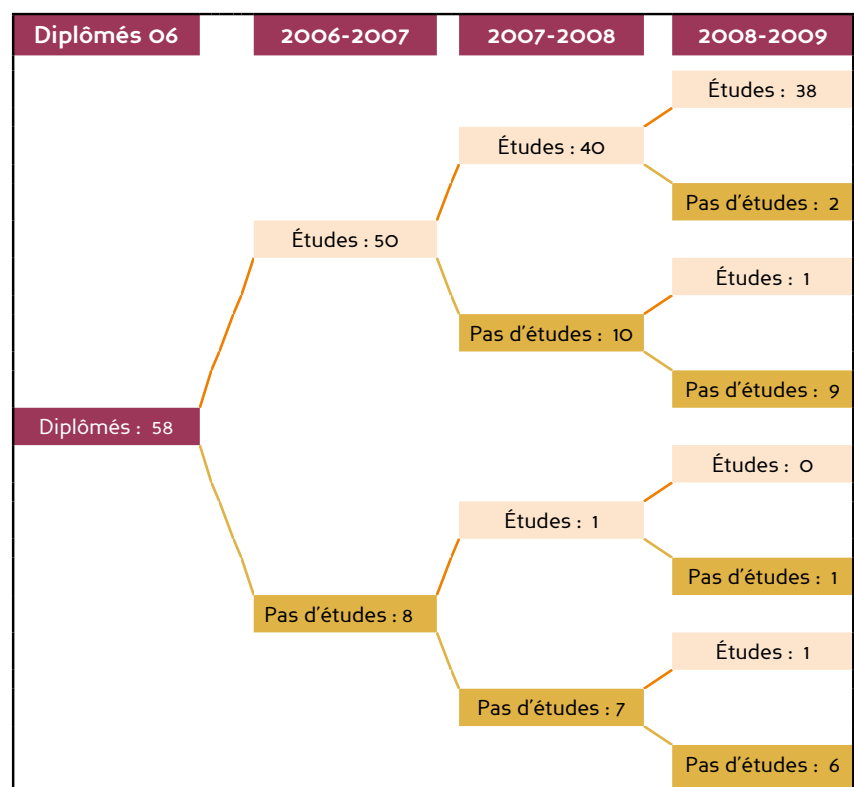 Diplômés 06 2006-2007 2007-2008 2008-2009
Études : 38
Études : 40
Pas d'études : 2
Études : 50
Études : 1
Pas d'études : 10
Pas d'études : 9
Diplômés : 58
Études : 0
Études : 1
Pas d'études : 1
Pas d'études : 8
Études : 1
Pas d'études : 7
Pas d'études : 6